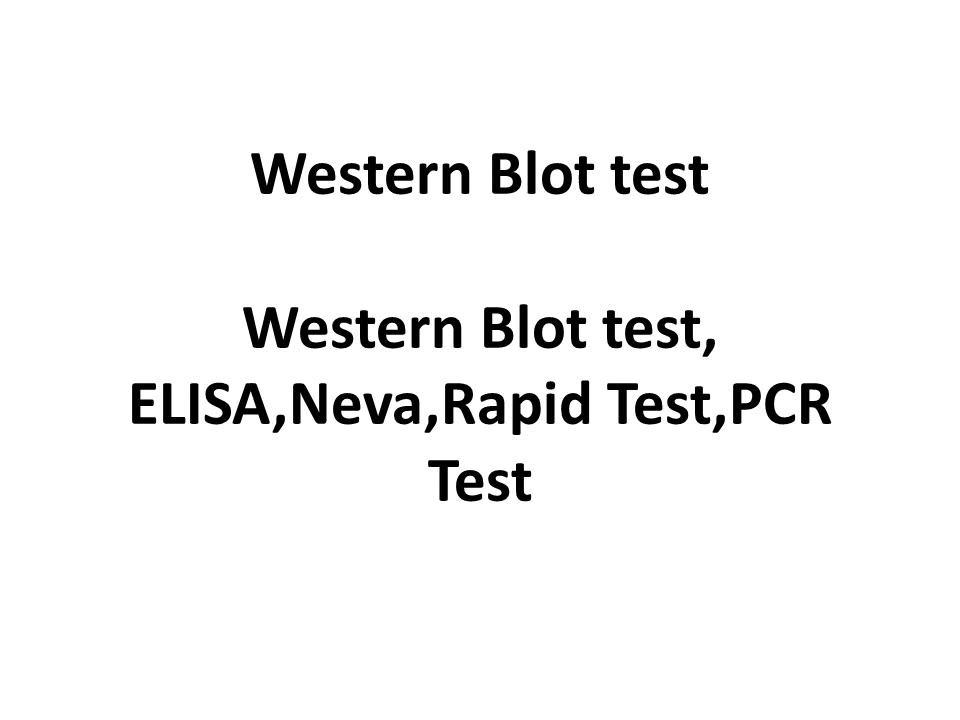 Western Blot test
Western Blot test,
ELISA,Neva,Rapid Test,PCR
Test